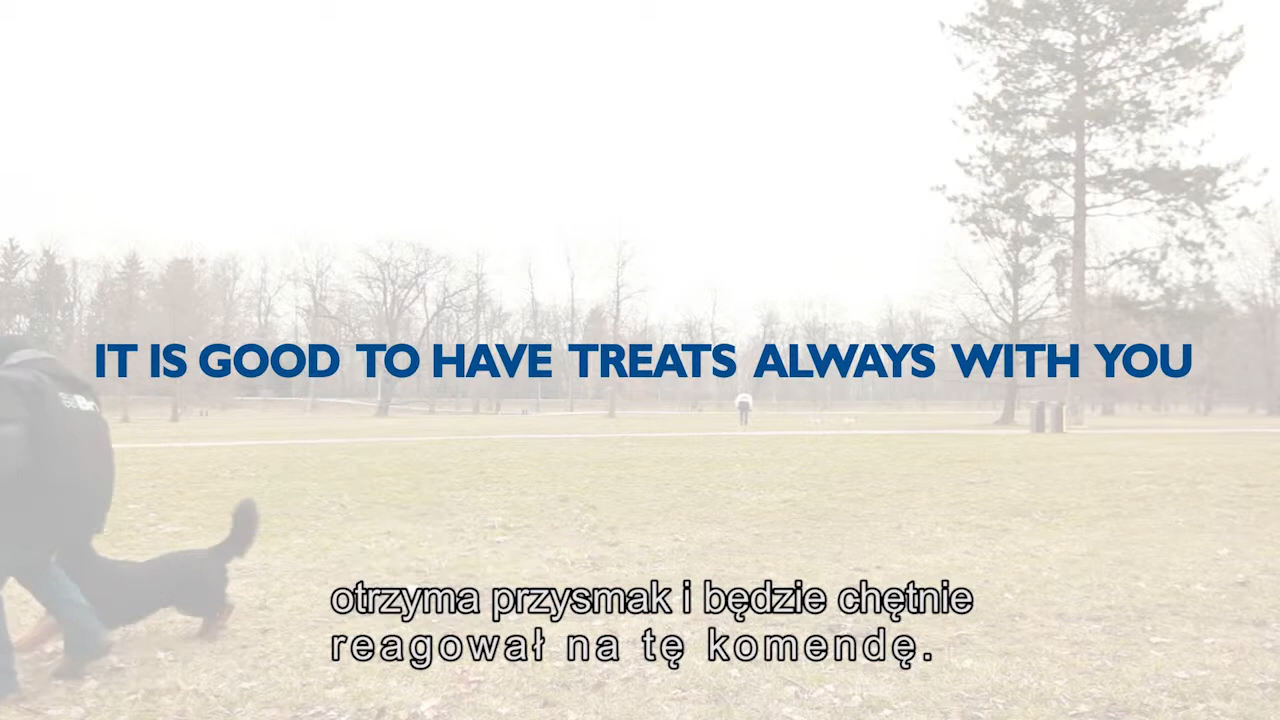 IT IS GOOD TO HAVE TREATS ALWAYS WITH YOU
otrzyma przysmak i będzie chętnie
reagował na tę komendę.